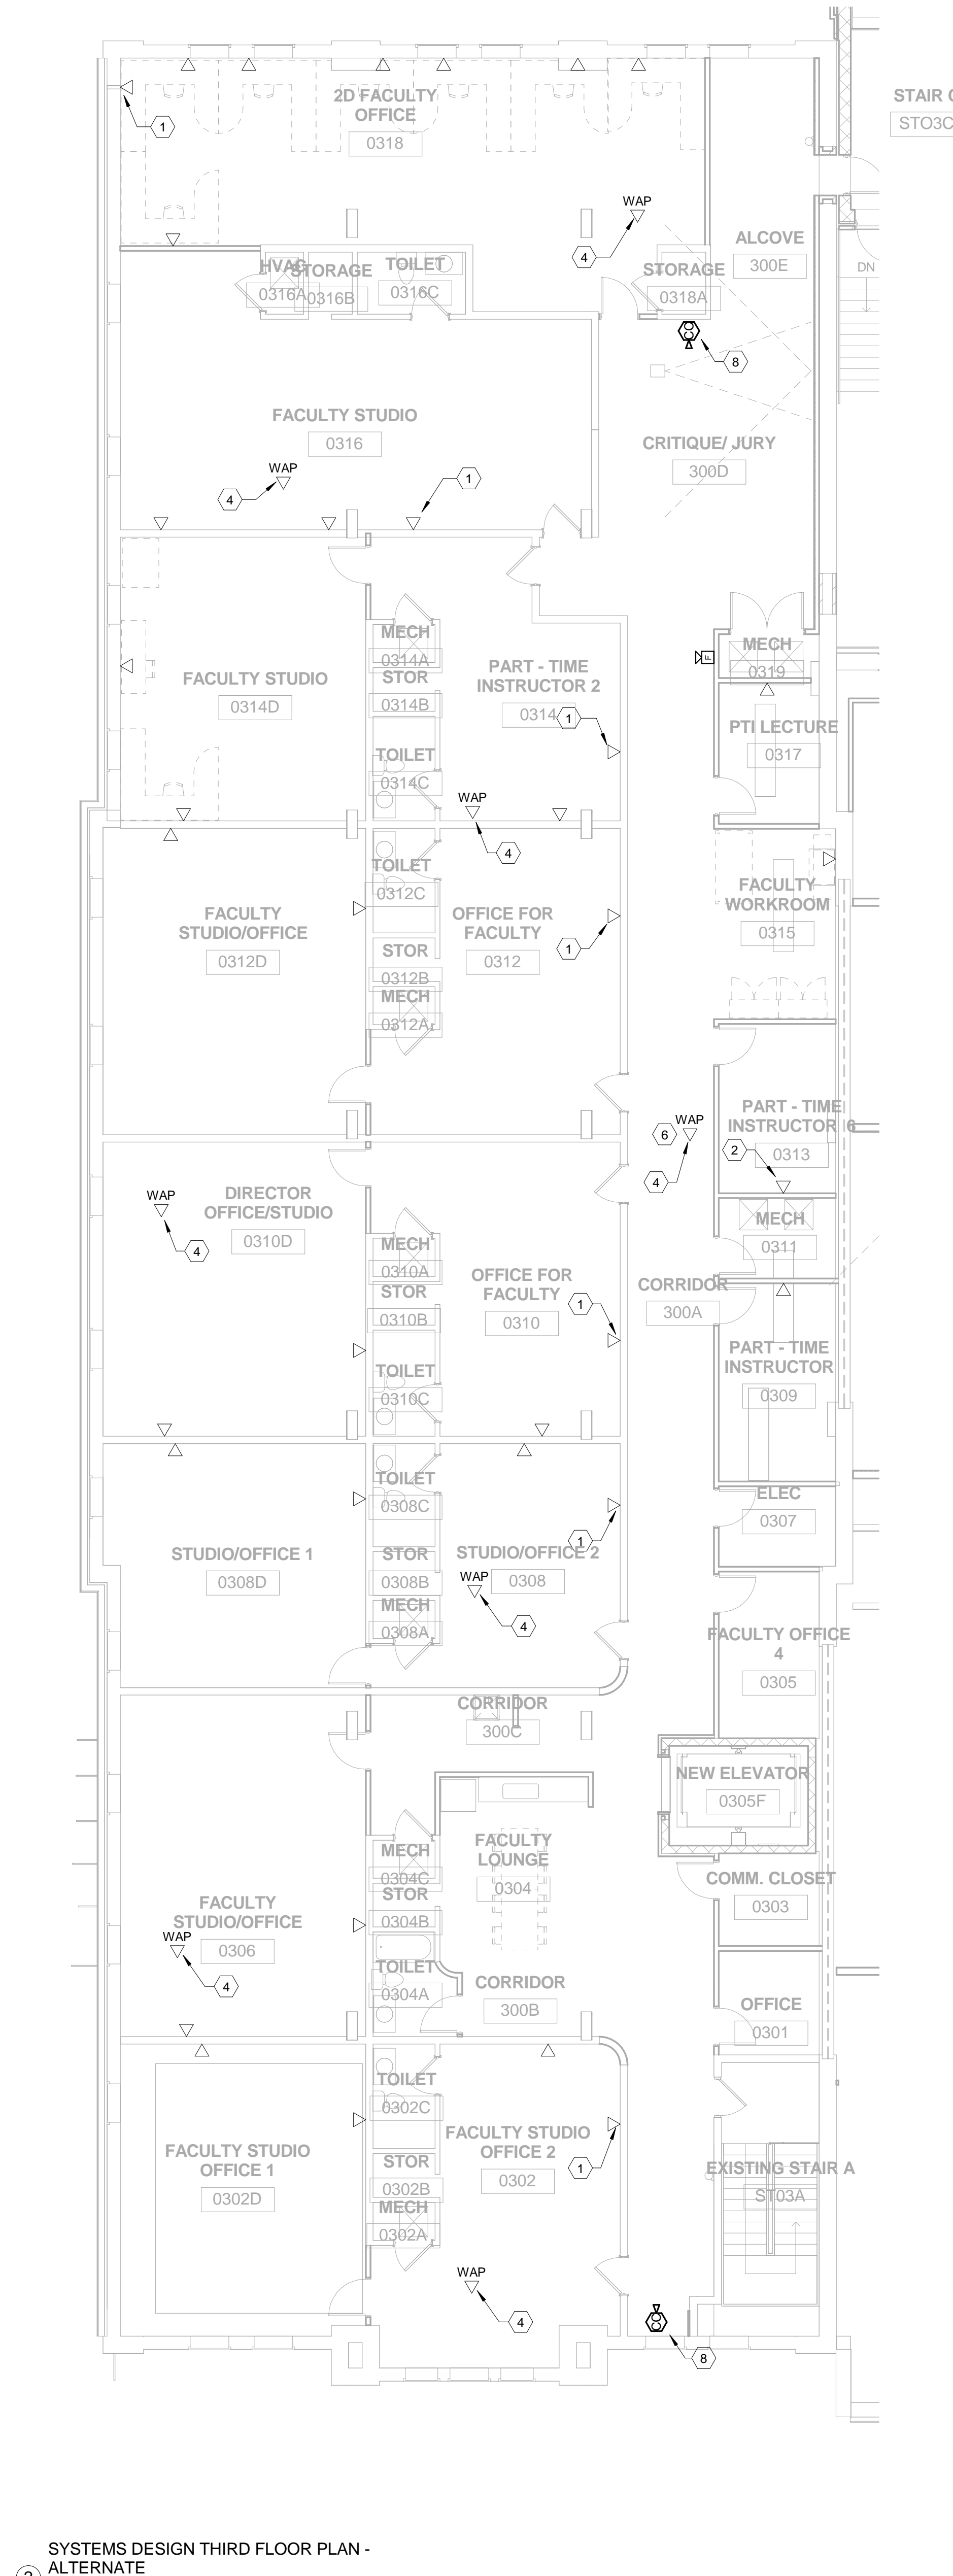 STAIR C
STO3C
2D FACULTY
OFFICE
0318
1
WAP
4
ALCOVE
300E
DN
HVAC
0316A
STORAGE
0316B
TOILET
0316C
STORAGE
0318A
CO
8
FACULTY STUDIO
0316
WAP
4
1
CRITIQUE/ JURY
300D
MECH
0314A
STOR
0314B
TOILET
0314C
FACULTY STUDIO
0314D
PART - TIME
INSTRUCTOR 2
0314
1
F
MECH
0319
PTI LECTURE
0317
WAP
4
TOILET
0312C
STOR
0312B
MECH
0312A
FACULTY
STUDIO/OFFICE
0312D
OFFICE FOR
FACULTY
0312
1
FACULTY
WORKROOM
0315
PART - TIME
INSTRUCTOR 6
0313
2
WAP
6
4
WAP
4
DIRECTOR
OFFICE/STUDIO
0310D
MECH
0310A
STOR
0310B
TOILET
0310C
OFFICE FOR
FACULTY
0310
1
MECH
0311
CORRIDOR
300A
PART - TIME
INSTRUCTOR
0309
TOILET
0308C
STOR
0308B
MECH
0308A
STUDIO/OFFICE 1
0308D
STUDIO/OFFICE 2
0308
1
WAP
4
ELEC
0307
FACULTY OFFICE
4
0305
CORRIDOR
300C
NEW ELEVATOR
0305F
MECH
0304C
STOR
0304B
TOILET
0304A
FACULTY
LOUNGE
0304
COMM. CLOSET
0303
FACULTY
STUDIO/OFFICE
0306
WAP
4
CORRIDOR
300B
OFFICE
0301
TOILET
0302C
STOR
0302B
MECH
0302A
FACULTY STUDIO
OFFICE 1
0302D
FACULTY STUDIO
OFFICE 2
0302
1
EXISTING STAIR A
ST03A
WAP
4
CO
8
SYSTEMS DESIGN THIRD FLOOR PLAN -
ALTERNATE